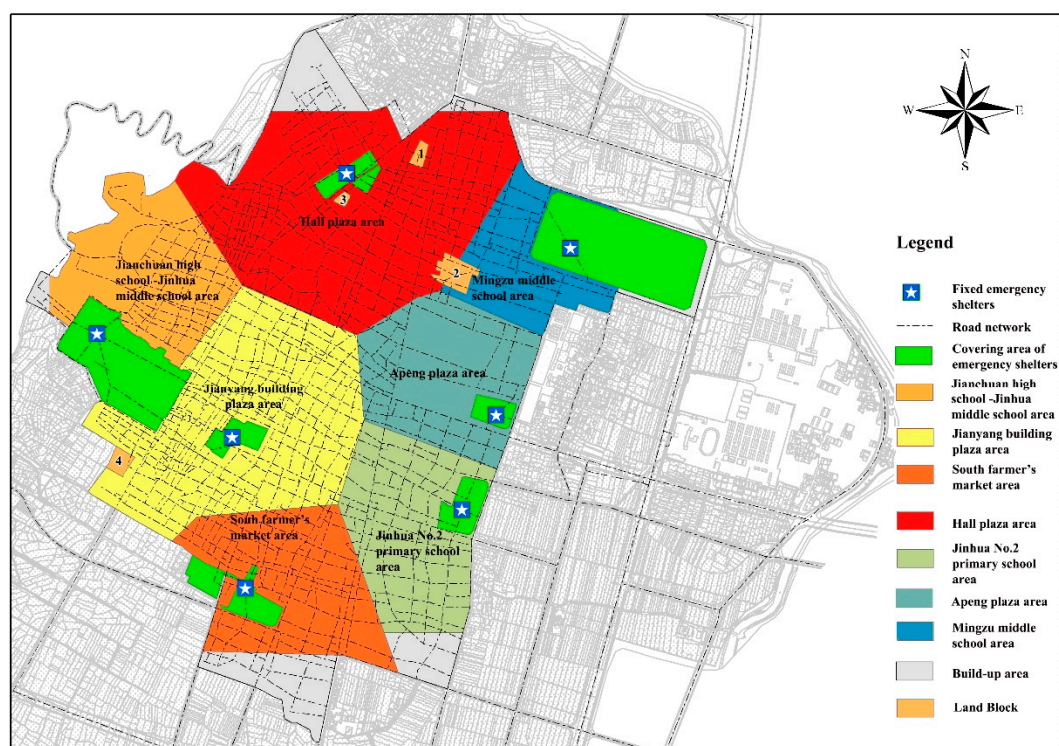 N
W
E
S
1
3
Hall plaza area
2
Mingzu middle
school area
Jianchuan high
school -Jinhua
middle school area
Apeng plaza area
Jianyang building
plaza area
4
South farmer's
market area
Jinhua No.2
primary school
area
Legend
Fixed emergency
shelters
Road network
Covering area of
emergency shelters
Jianchuan high
school -Jinhua
middle school area
Jianyang building
plaza area
South farmer's
market area
Hall plaza area
Jinhua No.2
primary school
area
Apeng plaza area
Mingzu middle
school area
Build-up area
Land Block